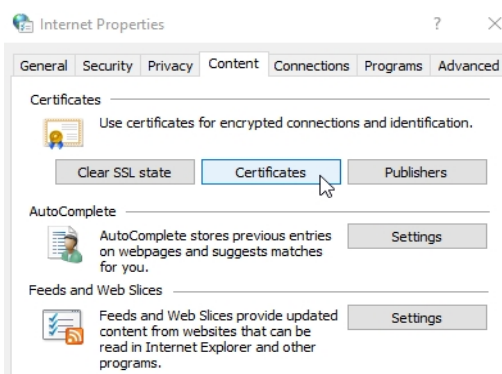 Internet Properties
General Security Privacy Content Connections Programs Advanced
Certificates
Use certificates for encrypted connections and identification.
Clear SSL state Certificates Publishers
AutoComplete
AutoComplete stores previous entries
on webpages and suggests matches
for you.
Settings
Feeds and Web Slices
Feeds and Web Slices provide updated
content from websites that can be
read in Internet Explorer and other
programs.
Settings